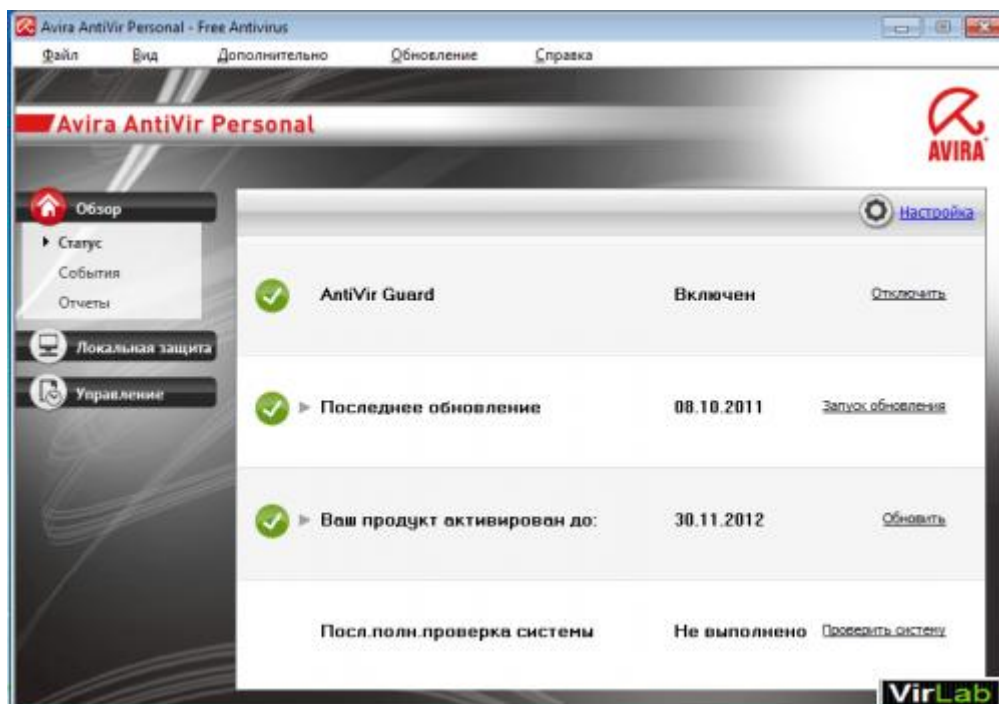 Avira AntiVir Personal - Free Antivirus
Файл Вид Дополнительно Обновление Справка
Avira AntiVir Personal
AVIRA
Обзор
Настройка
Статус
События
Отчеты
Локальная защита
Управление
AntiVir Guard Включен Отключить
Последнее обновление 08.10.2011 Запуск обновления
Ваш продукт активирован до: 30.11.2012 Обновить
Посл.полн.проверка системы Не выполнено Проверить систему
VirLab